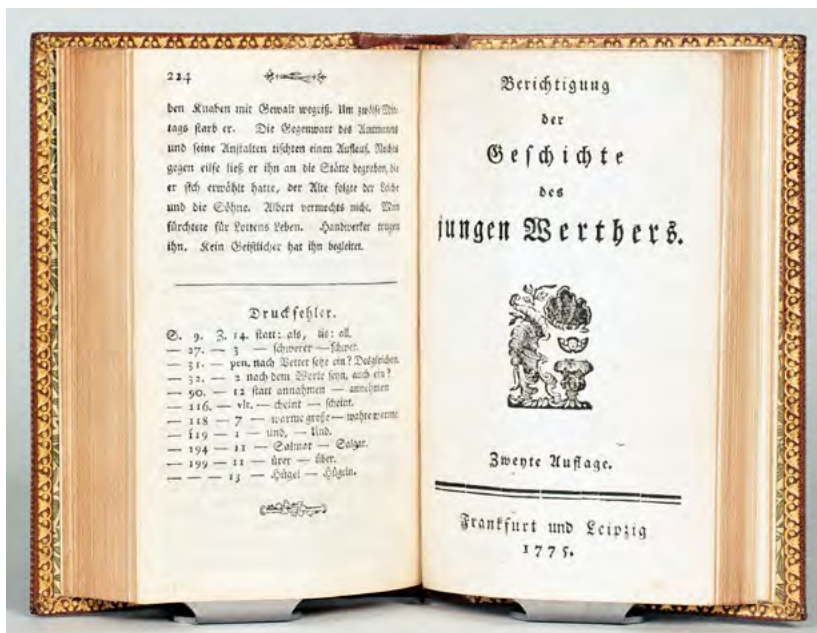 224
den Knaben mit Gewalt wegriß. Um zwölfe Mit-
tags starb er. Die Gegenwart des Amtmanns
und seine Anstalten tischten einen Auflauf. Nachts
gegen eilfe ließ er ihn an die Stätte begraben, die
er sich erwählt hatte, der Alte folgte der Leiche
und die Söhne. Albert vermochts nicht. Man
fürchtete für Lottens Leben. Handwerker trugen
ihn. Kein Geistlicher hat ihn begleitet.
Druckfehler.
S. 9. Z. 14. statt: als, lis: all.
— 27. — 3 — schwerer — schwer.
— 31. — pen. nach Vetter setze ein? Desgleichen
— 32. — 2 nach dem Worte seyn, auch ein?
— 90. — 12 statt annahmen — annehmen
— 116. — vlt. — cheint — scheint.
— 118 — 7 — warme große — wahre warme
— 119 — 1 — und, — Und.
— 194 — 11 — Salmar — Salgar.
— 199 — 11 — ürer — über.
— — — 13 — Hügel — Hügeln.
Berichtigung
der
Geschichte
des
jungen Werthers.
Zweyte Auflage.
Frankfurt und Leipzig
1775.